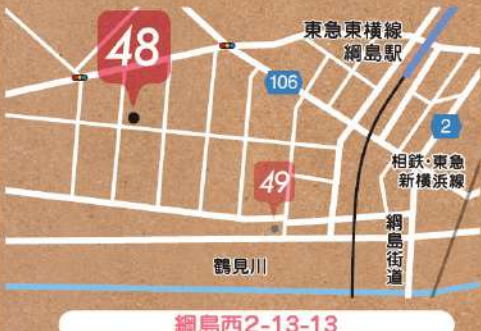 48
東急東横線
綱島駅
106
2
相鉄・東急
新横浜線
49
綱島街道
鶴見川
綱島西2-13-13